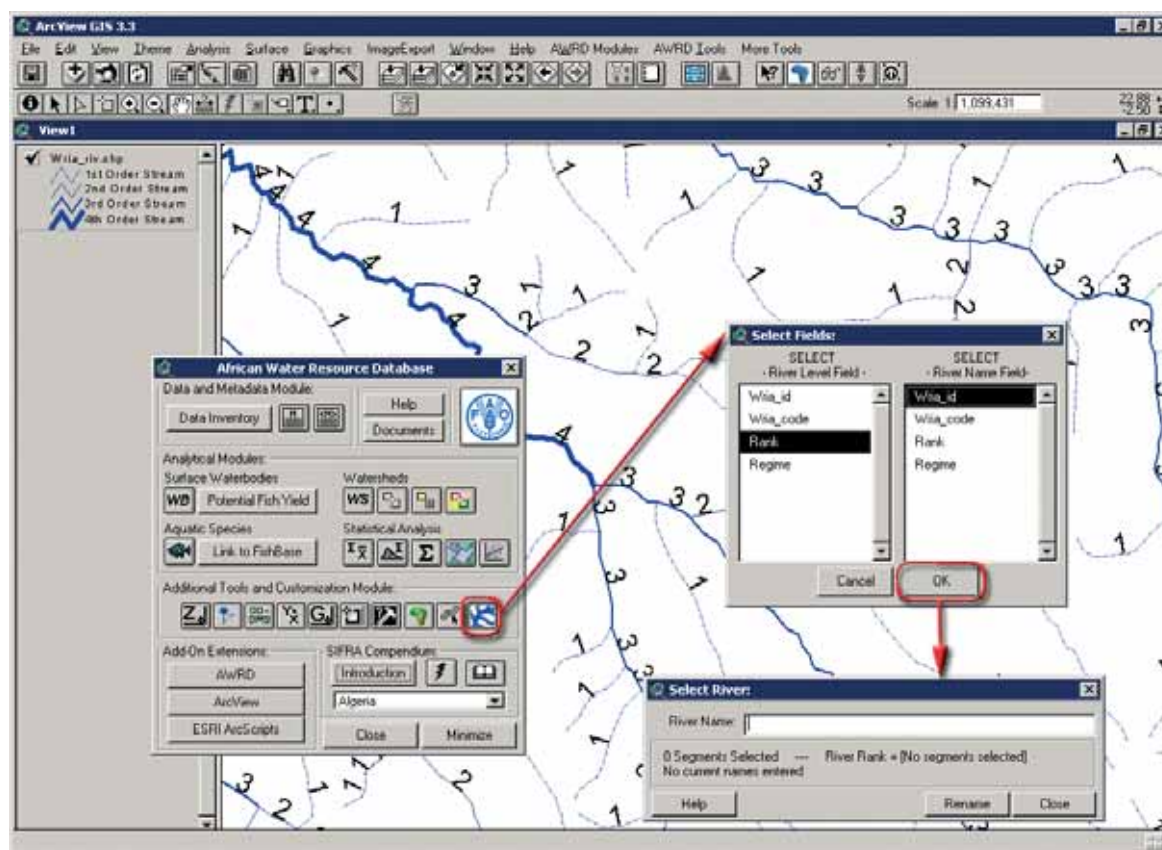 ArcView GIS 3.3
File Edit View Theme Analysis Surface Graphics ImageExport Window Help AWRD Modules AWRD Tools More Tools
Scale 1: 1,099,431
22.88
-2.90
View1
Wria_riv.shp
1st Order Stream
2nd Order Stream
3rd Order Stream
4th Order Stream
African Water Resource Database
Data and Metadata Module:
Data Inventory
Help
Documents
FAO
Analytical Modules:
Surface Waterbodies
Watersheds
WB
Potential Fish Yield
WS
Aquatic Species
Statistical Analysis
Link to FishBase
Additional Tools and Customization Module:
Add-On Extensions:
AWRD
ArcView
ESRI ArcScripts
SIFRA Compendium:
Introduction
Algeria
Close
Minimize
Select Fields:
SELECT
- River Level Field -
SELECT
- River Name Field-
Wria_id
Wria_code
Rank
Regime
Wria_id
Wria_code
Rank
Regime
Cancel
OK
Select River:
River Name:
0 Segments Selected --- River Rank = [No segments selected]
No current names entered
Help
Rename
Close